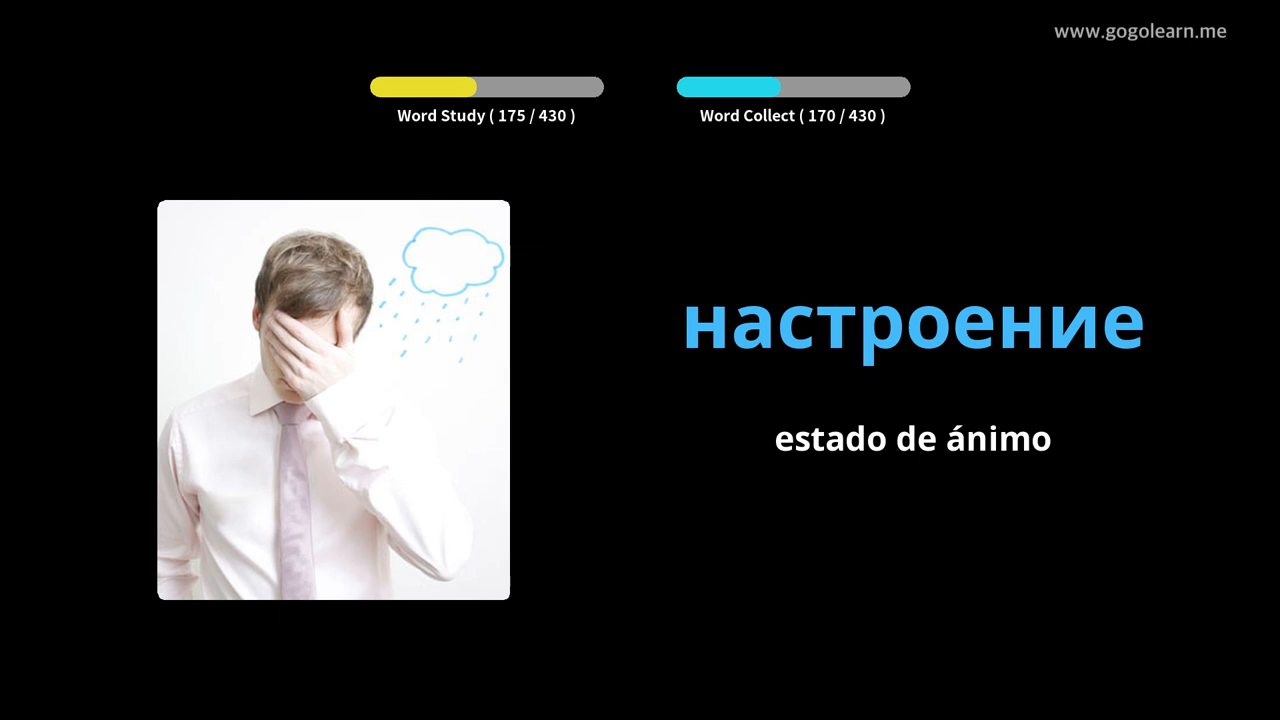 www.gogolearn.me
Word Study ( 175 / 430 )
Word Collect ( 170 / 430 )
настроение
estado de ánimo